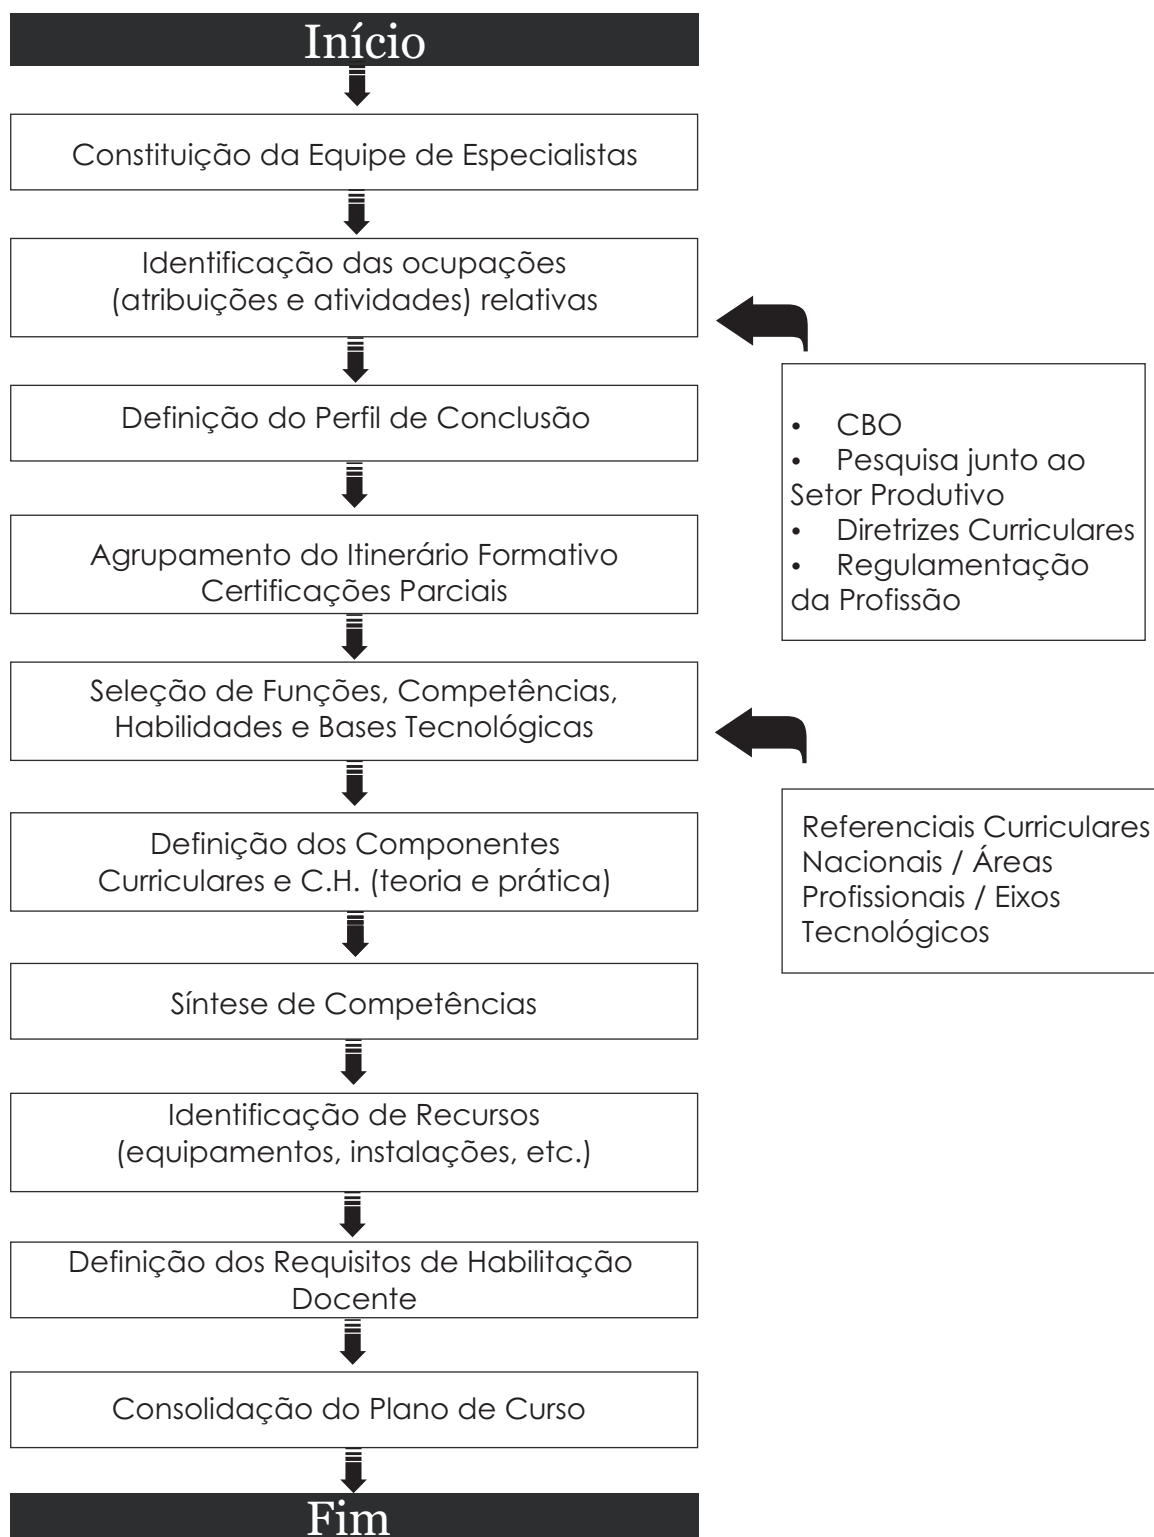 Início
Constituição da Equipe de Especialistas
Identificação das ocupações
(atribuições e atividades) relativas
Definição do Perfil de Conclusão
• CBO
• Pesquisa junto ao
Setor Produtivo
• Diretrizes Curriculares
• Regulamentação
da Profissão
Agrupamento do Itinerário Formativo
Certificações Parciais
Seleção de Funções, Competências,
Habilidades e Bases Tecnológicas
Definição dos Componentes
Curriculares e C.H. (teoria e prática)
Referenciais Curriculares
Nacionais / Áreas
Profissionais / Eixos
Tecnológicos
Síntese de Competências
Identificação de Recursos
(equipamentos, instalações, etc.)
Definição dos Requisitos de Habilitação
Docente
Consolidação do Plano de Curso
Fim